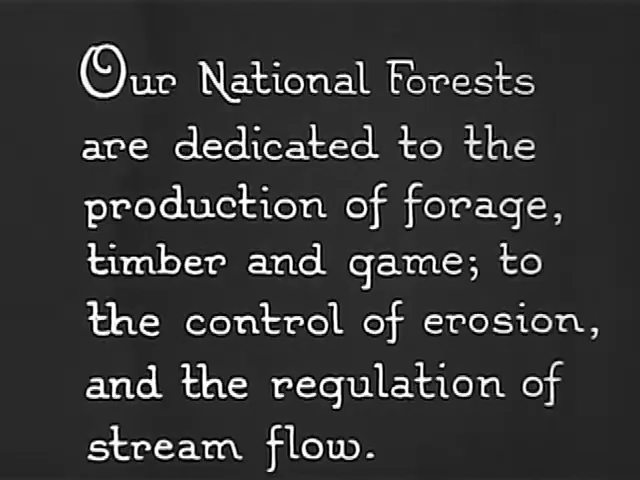 Our National Forests
are dedicated to the
production of forage,
timber and game; to
the control of erosion,
and the regulation of
stream flow.